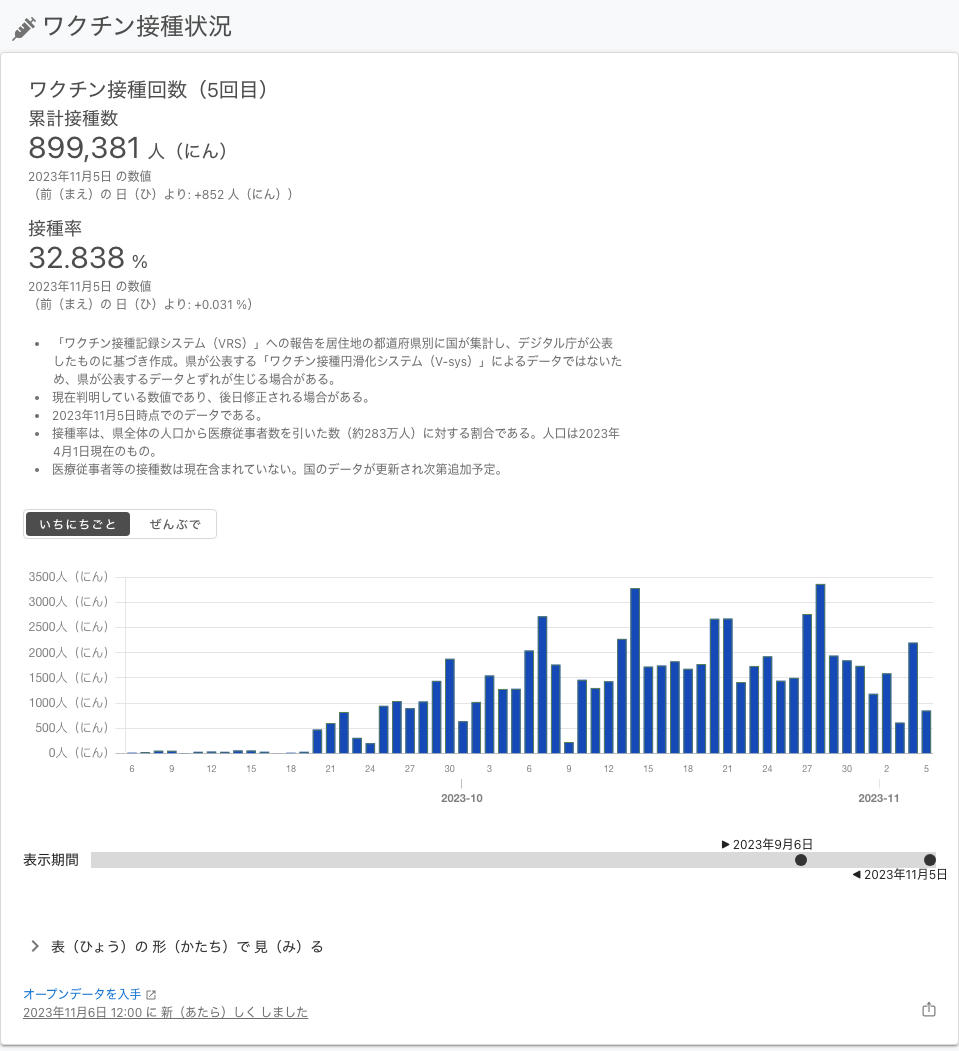 ワクチン接種状況
ワクチン接種回数（5回目）
累計接種数
899,381 人（にん）
2023年11月5日 の数値
（前（まえ）の 日（ひ）より: +852 人（にん））
接種率
32.838 %
2023年11月5日 の数値
（前（まえ）の 日（ひ）より: +0.031 %）
• 「ワクチン接種記録システム（VRS）」への報告を居住地の都道府県別に国が集計し、デジタル庁が公表
したものに基づき作成。県が公表する「ワクチン接種円滑化システム（V-sys）」によるデータではないた
め、県が公表するデータとずれが生じる場合がある。
• 現在判明している数値であり、後日修正される場合がある。
• 2023年11月5日時点でのデータである。
• 接種率は、県全体の人口から医療従事者数を引いた数（約283万人）に対する割合である。人口は2023年
4月1日現在のもの。
• 医療従事者等の接種数は現在含まれていない。国のデータが更新され次第追加予定。
いちにちごと ぜんぶで
3500人（にん）
3000人（にん）
2500人（にん）
2000人（にん）
1500人（にん）
1000人（にん）
500人（にん）
0人（にん）
6 9 12 15 18 21 24 27 30 3 6 9 12 15 18 21 24 27 30 2 5
2023-10 2023-11
▶ 2023年9月6日
表示期間
◀ 2023年11月5日
表（ひょう）の 形（かたち）で 見（み）る
オープンデータを入手
2023年11月6日 12:00 に 新（あたら）しく しました